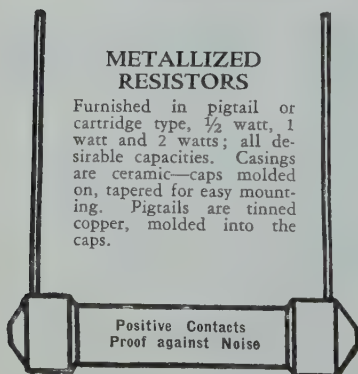 METALLIZED
RESISTORS
Furnished in pigtail or
cartridge type, ½ watt, 1
watt and 2 watts; all de-
sirable capacities. Casings
are ceramic—caps molded
on, tapered for easy mount-
ing. Pigtails are tinned
copper, molded into the
caps.
Positive Contacts
Proof against Noise